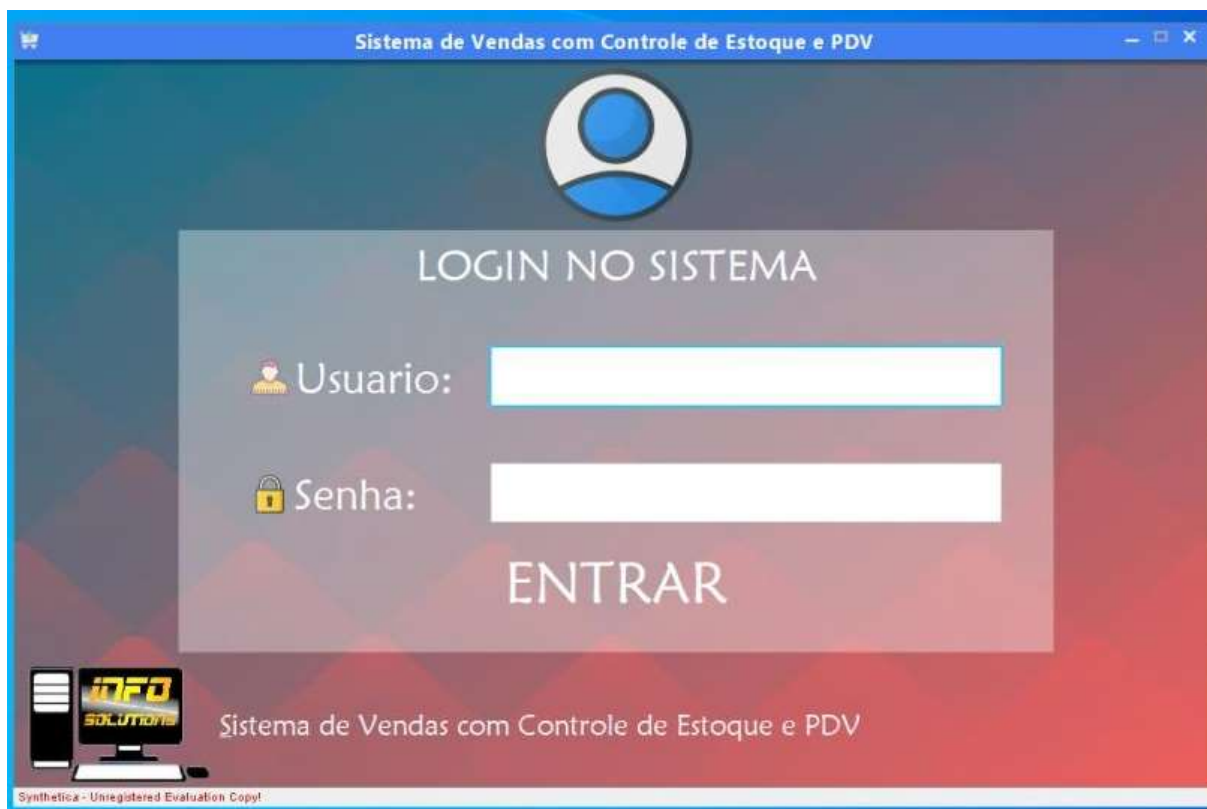 Sistema de Vendas com Controle de Estoque e PDV
LOGIN NO SISTEMA
Usuario:
Senha:
ENTRAR
INFO
SOLUTIONS
Sistema de Vendas com Controle de Estoque e PDV
Synthetica - Unregistered Evaluation Copy!